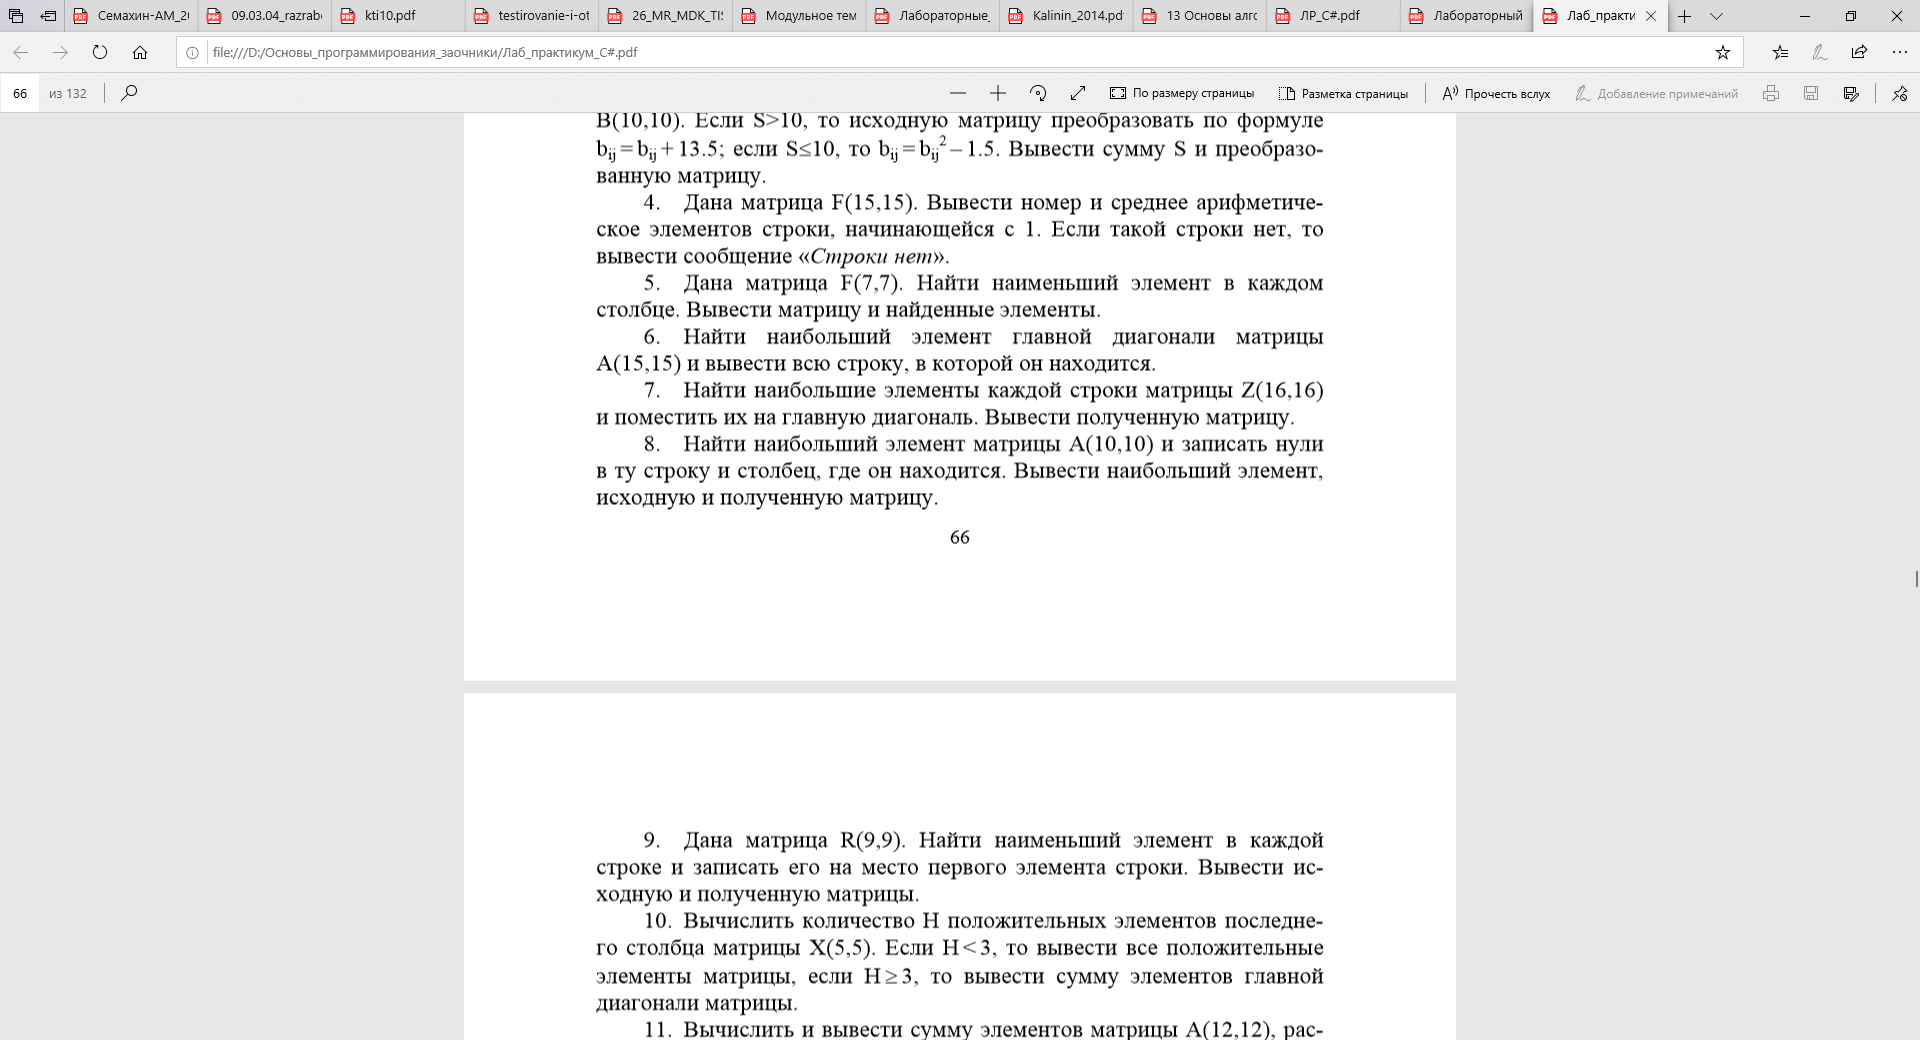 Семахин-АМ_20
09.03.04_razrab
kti10.pdf
testirovanie-i-ot
26_MR_MDK_TIS
Модульное тем
Лабораторные_
Kalinin_2014.pd
13 Основы алго
ЛР_C#.pdf
Лабораторный
Лаб_практи
file:///D:/Основы_программирования_заочники/Лаб_практикум_C#.pdf
66 из 132
По размеру страницы
Разметка страницы
Прочесть вслух
Добавление примечаний
B(10,10). Если S>10, то исходную матрицу преобразовать по формуле
bij = bij + 13.5; если S≤10, то bij = bij² – 1.5. Вывести сумму S и преобразо-
ванную матрицу.
4. Дана матрица F(15,15). Вывести номер и среднее арифметиче-
ское элементов строки, начинающейся с 1. Если такой строки нет, то
вывести сообщение «Строки нет».
5. Дана матрица F(7,7). Найти наименьший элемент в каждом
столбце. Вывести матрицу и найденные элементы.
6. Найти наибольший элемент главной диагонали матрицы
A(15,15) и вывести всю строку, в которой он находится.
7. Найти наибольшие элементы каждой строки матрицы Z(16,16)
и поместить их на главную диагональ. Вывести полученную матрицу.
8. Найти наибольший элемент матрицы A(10,10) и записать нули
в ту строку и столбец, где он находится. Вывести наибольший элемент,
исходную и полученную матрицу.
66
9. Дана матрица R(9,9). Найти наименьший элемент в каждой
строке и записать его на место первого элемента строки. Вывести ис-
ходную и полученную матрицы.
10. Вычислить количество H положительных элементов последне-
го столбца матрицы X(5,5). Если H < 3, то вывести все положительные
элементы матрицы, если H ≥ 3, то вывести сумму элементов главной
диагонали матрицы.
11. Вычислить и вывести сумму элементов матрицы A(12,12), рас-